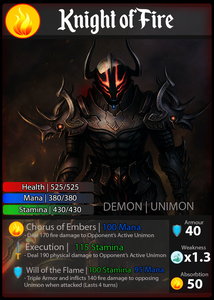 Knight of Fire
Health | 525/525
Mana | 380/380
Stamina | 430/430
DEMON | UNIMON
Chorus of Embers | 100 Mana
- Deal 170 fire damage to Opponent's Active Unimon
Execution | 115 Stamina
- Deal 190 physical damage to Opponent's Active Unimon
Will of the Flame | 100 Stamina | 95 Mana
- Triple Armor and inflicts 140 fire damage to opposing
Unimon when attacked (Lasts 4 turns)
Armour
40
Weakness
x1.3
Absorbtion
50